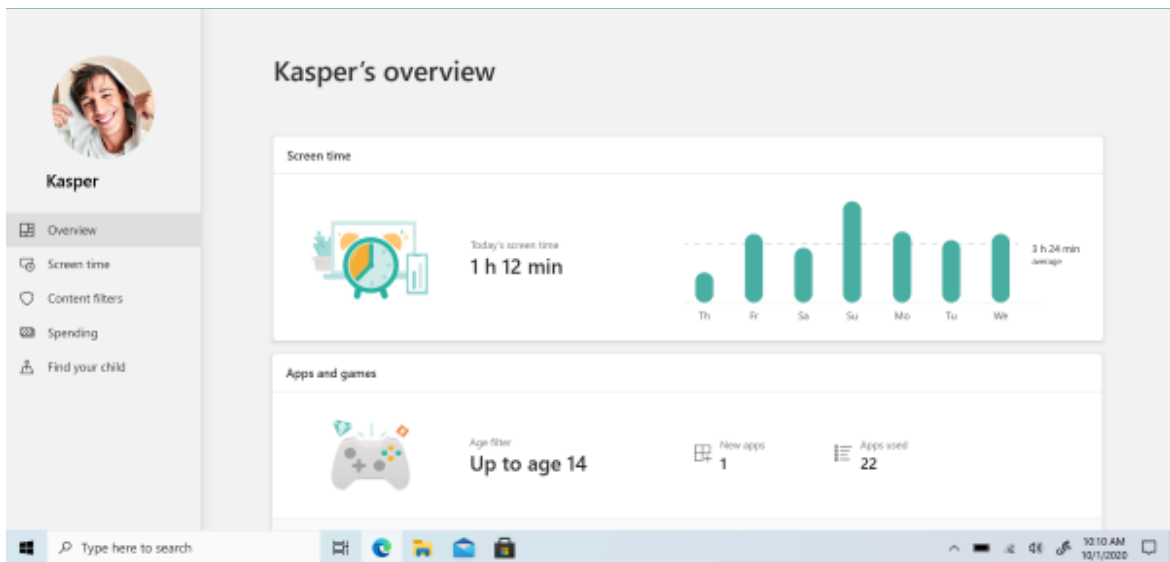 Kasper's overview
Screen time
Kasper
Overview
Screen time
Content filters
Spending
Find your child
Today's screen time
1 h 12 min
3 h 24 min
average
Th Fr Sa Su Mo Tu We
Apps and games
Age filter
Up to age 14
New apps
1
Apps used
22
Type here to search
10:10 AM
10/1/2020